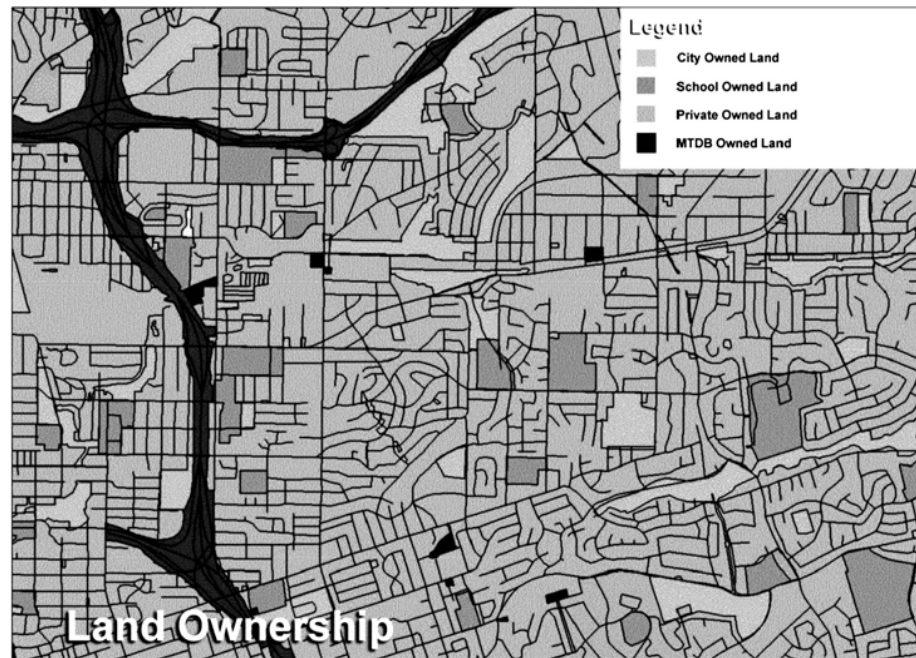 Legend
City Owned Land
School Owned Land
Private Owned Land
MTDB Owned Land
Land Ownership